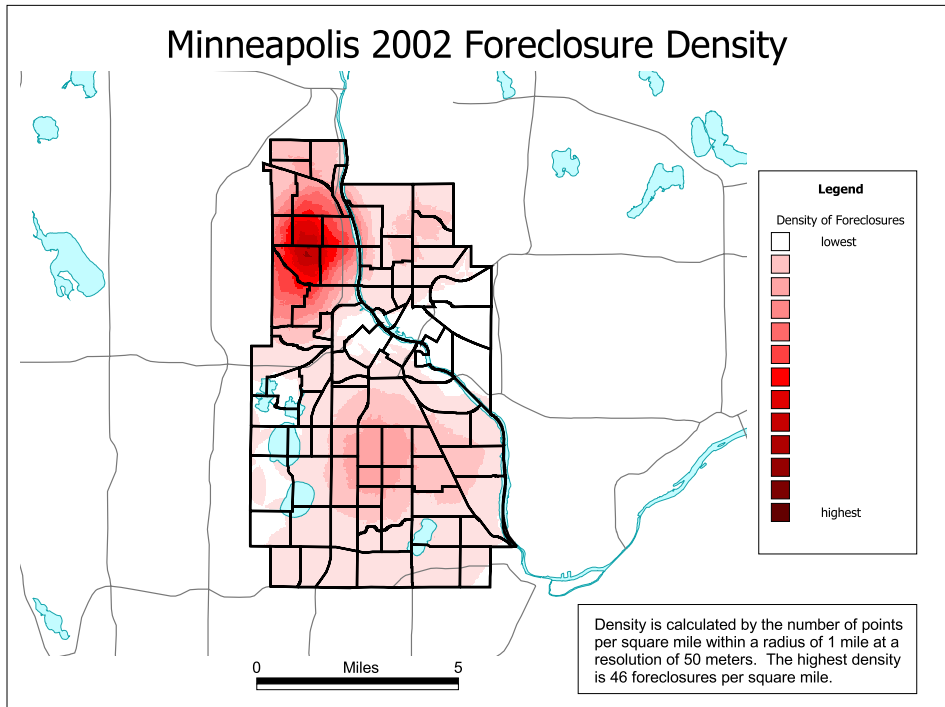 Minneapolis 2002 Foreclosure Density
Legend
Density of Foreclosures
lowest
highest
0 Miles 5
Density is calculated by the number of points
per square mile within a radius of 1 mile at a
resolution of 50 meters. The highest density
is 46 foreclosures per square mile.